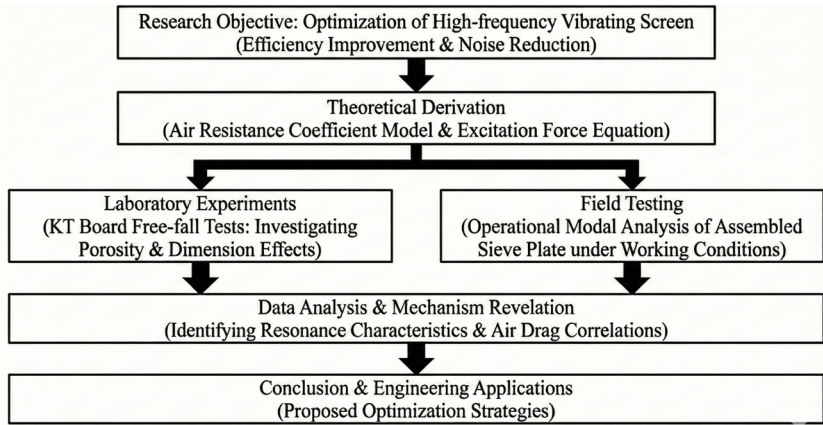 Research Objective: Optimization of High-frequency Vibrating Screen
(Efficiency Improvement & Noise Reduction)
Theoretical Derivation
(Air Resistance Coefficient Model & Excitation Force Equation)
Laboratory Experiments
(KT Board Free-fall Tests: Investigating
Porosity & Dimension Effects)
Field Testing
(Operational Modal Analysis of Assembled
Sieve Plate under Working Conditions)
Data Analysis & Mechanism Revelation
(Identifying Resonance Characteristics & Air Drag Correlations)
Conclusion & Engineering Applications
(Proposed Optimization Strategies)